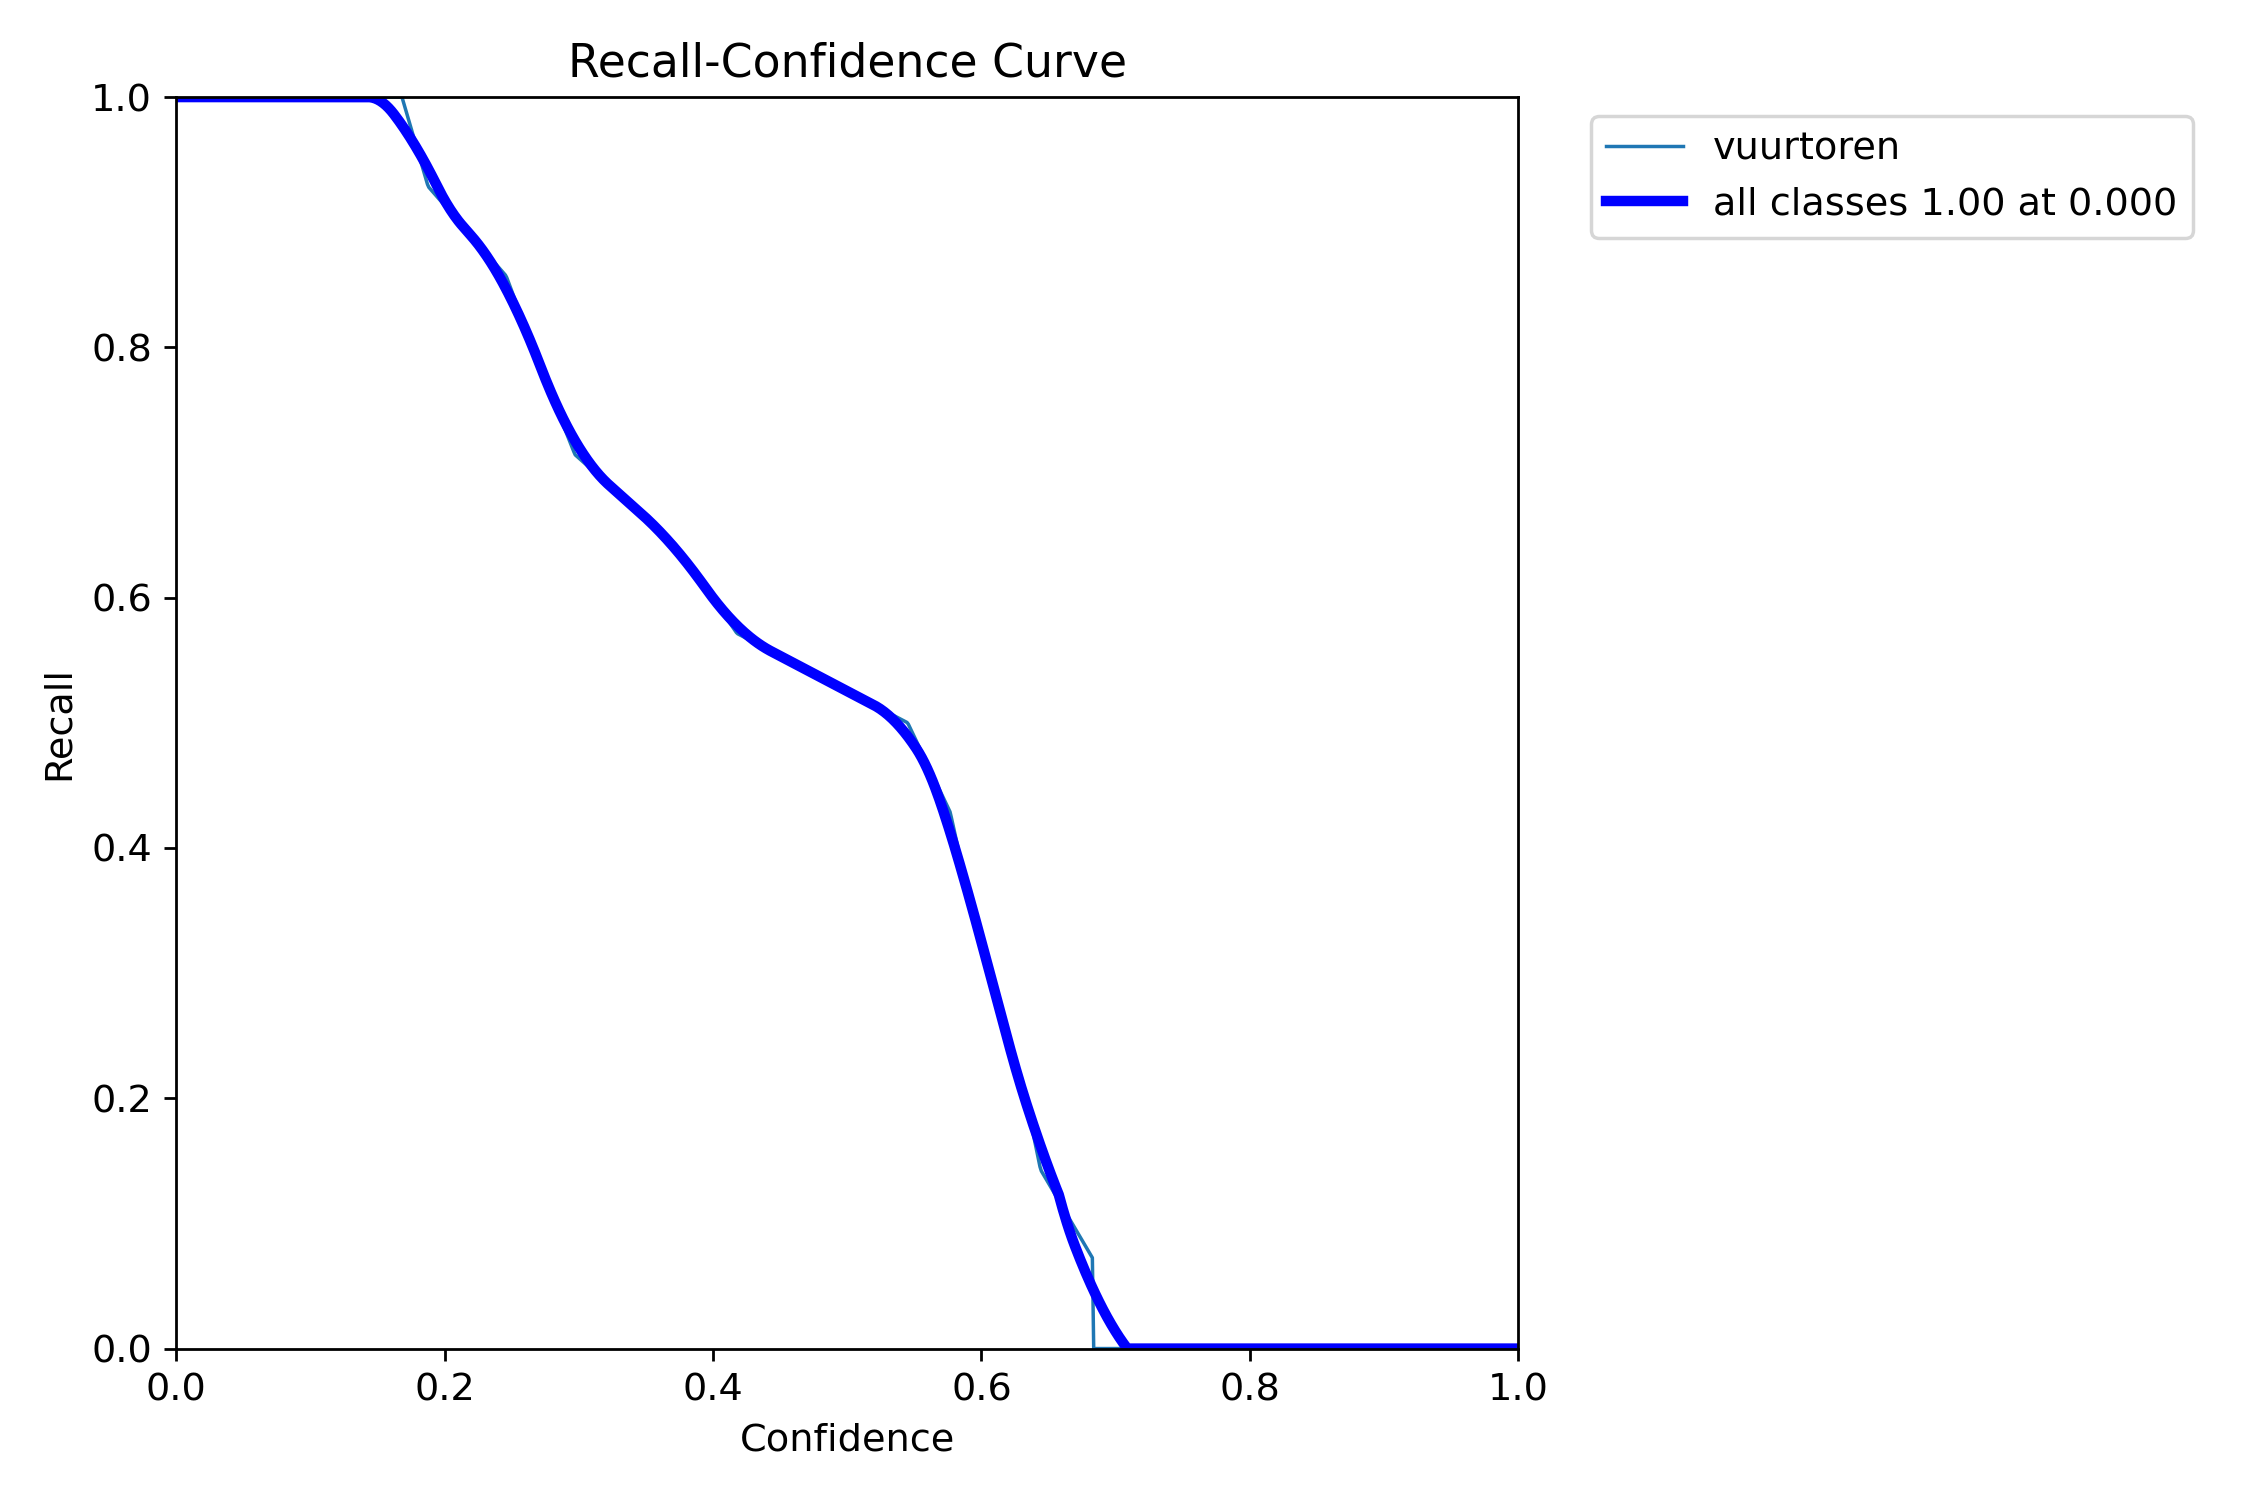 Recall-Confidence Curve
1.0
0.8
0.6
0.4
0.2
0.0
Recall
0.0 0.2 0.4 0.6 0.8 1.0
Confidence
vuurtoren
all classes 1.00 at 0.000